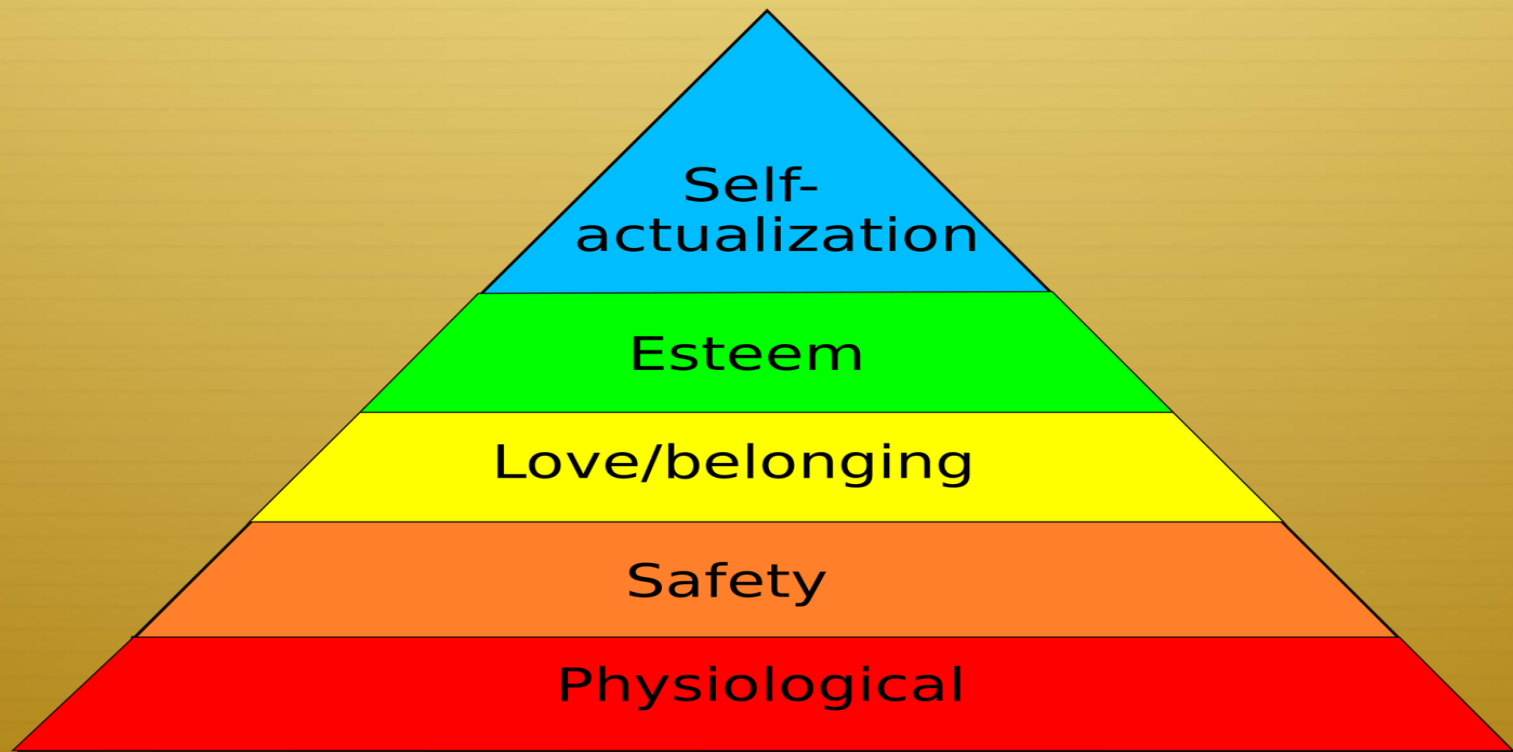 Self-
actualization
Esteem
Love/belonging
Safety
Physiological